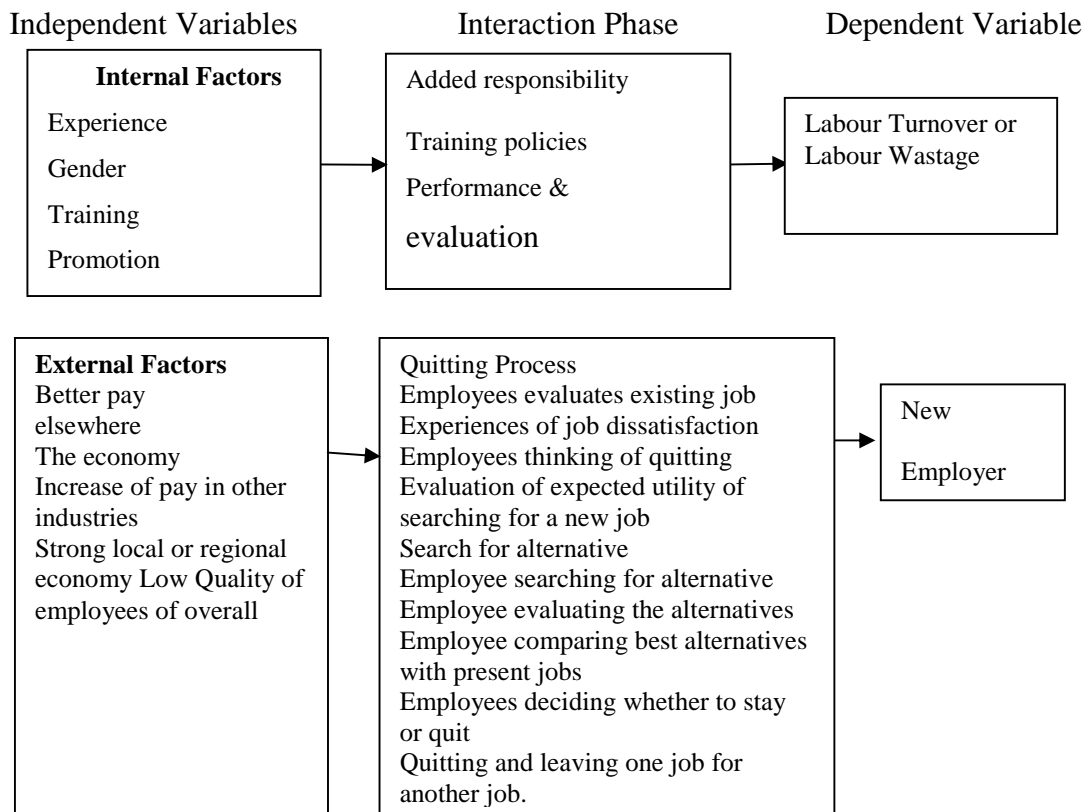 Independent Variables
Interaction Phase
Dependent Variable
Internal Factors
Experience
Gender
Training
Promotion
Added responsibility
Training policies
Performance &
evaluation
Labour Turnover or
Labour Wastage
External Factors
Better pay
elsewhere
The economy
Increase of pay in other
industries
Strong local or regional
economy Low Quality of
employees of overall
Quitting Process
Employees evaluates existing job
Experiences of job dissatisfaction
Employees thinking of quitting
Evaluation of expected utility of
searching for a new job
Search for alternative
Employee searching for alternative
Employee evaluating the alternatives
Employee comparing best alternatives
with present jobs
Employees deciding whether to stay
or quit
Quitting and leaving one job for
another job.
New
Employer